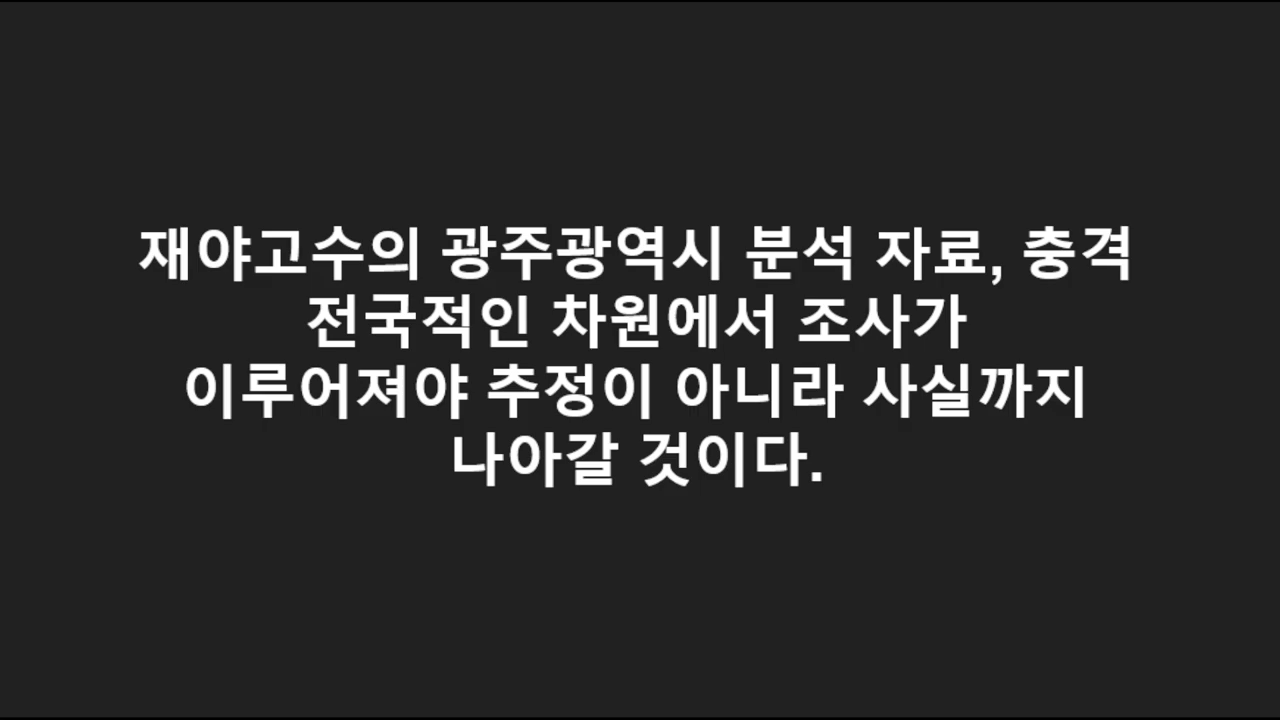 재야고수의 광주광역시 분석 자료, 충격
전국적인 차원에서 조사가
이루어져야 추정이 아니라 사실까지
나아갈 것이다.